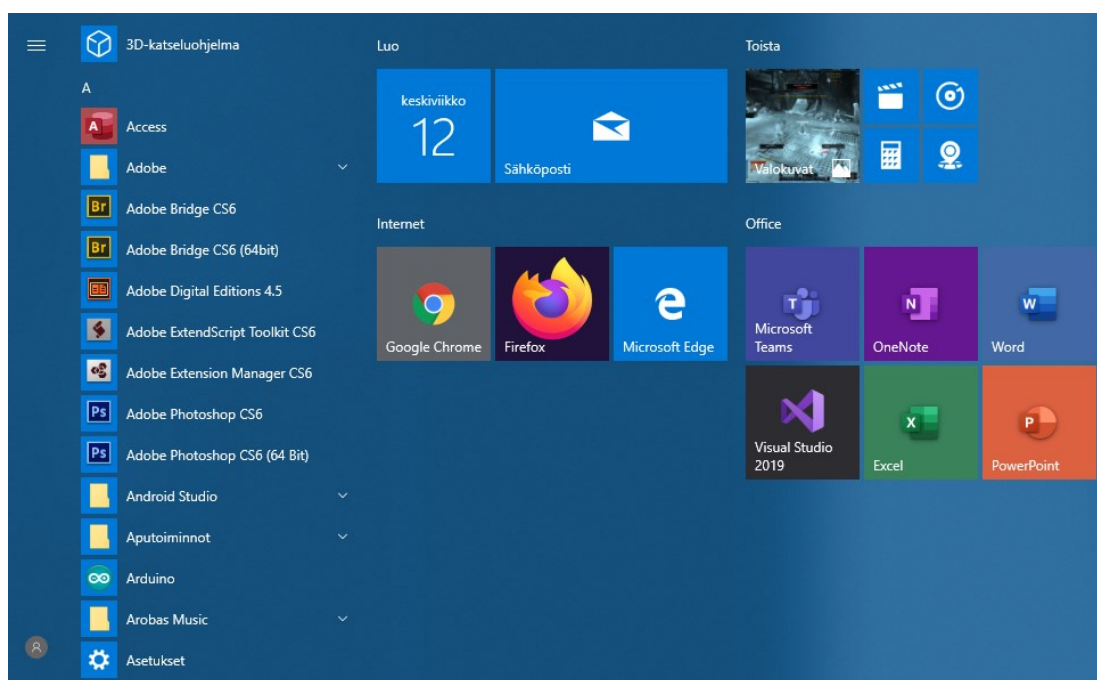 3D-katseluohjelma
A
Access
Adobe
Adobe Bridge CS6
Adobe Bridge CS6 (64bit)
Adobe Digital Editions 4.5
Adobe ExtendScript Toolkit CS6
Adobe Extension Manager CS6
Adobe Photoshop CS6
Adobe Photoshop CS6 (64 Bit)
Android Studio
Aputoiminnot
Arduino
Arobas Music
Asetukset
Luo
keskiviikko
12
Sähköposti
Internet
Google Chrome
Firefox
Microsoft Edge
Toista
Valokuvat
Office
Microsoft
Teams
OneNote
Word
Visual Studio
2019
Excel
PowerPoint